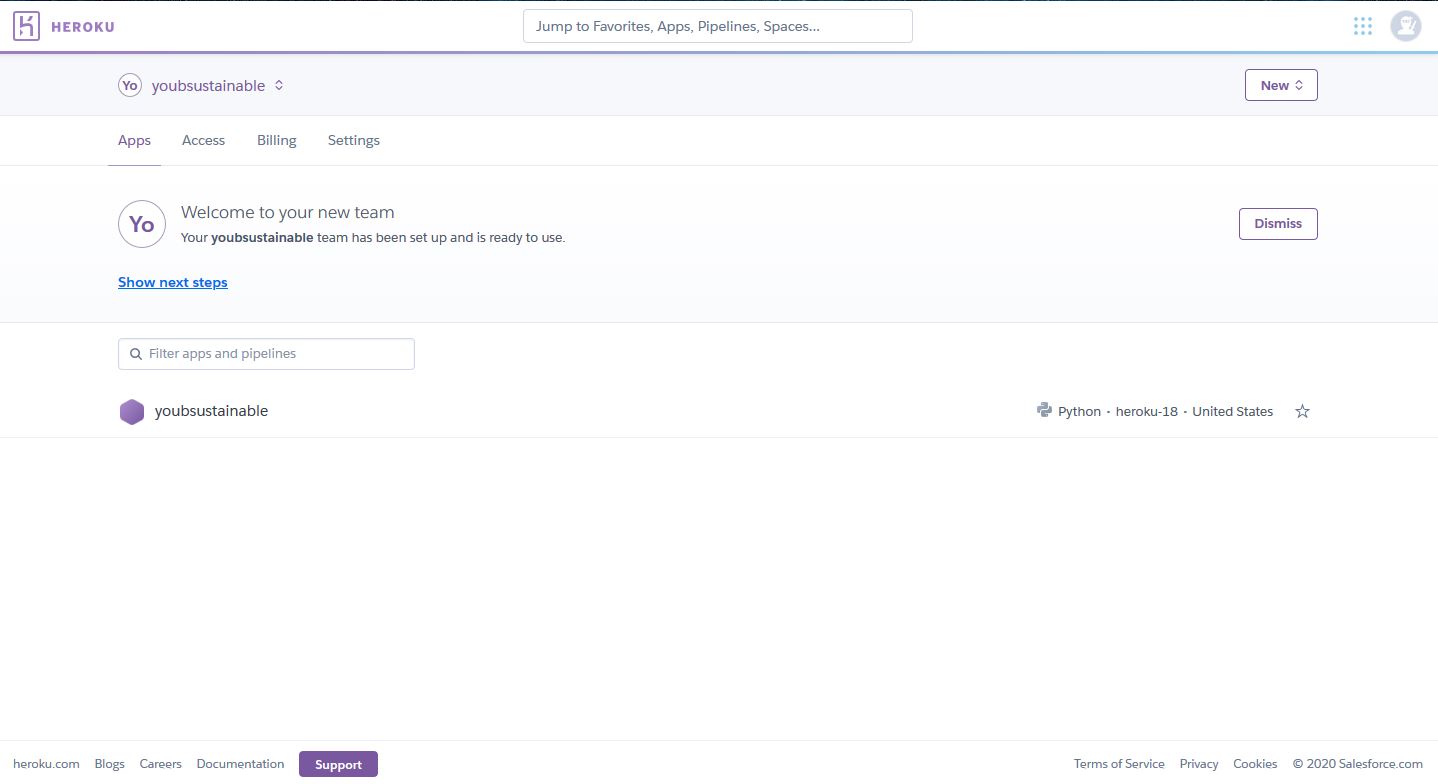 HEROKU
Jump to Favorites, Apps, Pipelines, Spaces...
Yo youbsustainable
New
Apps Access Billing Settings
Yo
Welcome to your new team
Your youbsustainable team has been set up and is ready to use.
Dismiss
Show next steps
Filter apps and pipelines
youbsustainable
Python · heroku-18 · United States
heroku.com Blogs Careers Documentation Support
Terms of Service Privacy Cookies © 2020 Salesforce.com